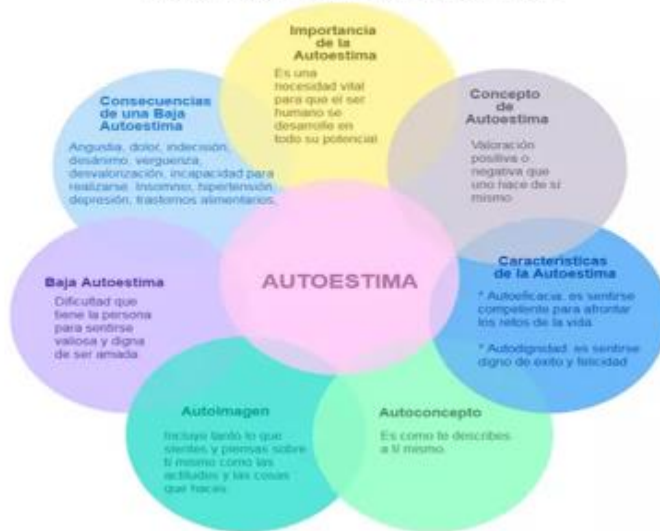 Importancia
de la
Autoestima
Es una
necesidad vital
para que el ser
humano se
desarrolle en
todo su potencial
Concepto
de
Autoestima
Valoración
positiva o
negativa que
uno hace de si
mismo
Características
de la Autoestima
* Autoeficacia: es sentirse
competente para afrontar
los retos de la vida
* Autodignidad: es sentirse
digno de exito y felicidad
Autoconcepto
Es como te describes
a tí mismo.
Autoimagen
Incluye tanto lo que
sientes y piensas sobre
tí mismo como las
actitudes y las cosas
que haces.
Baja Autoestima
Dificultad que
tiene la persona
para sentirse
valiosa y digna
de ser amada
Consecuencias
de una Baja
Autoestima
Angustia, dolor, indecisión,
desánimo, verguenza,
desvalorización, incapacidad para
realizarse. Insomnio, hipertensión
depresión, trastornos alimentarios.
AUTOESTIMA